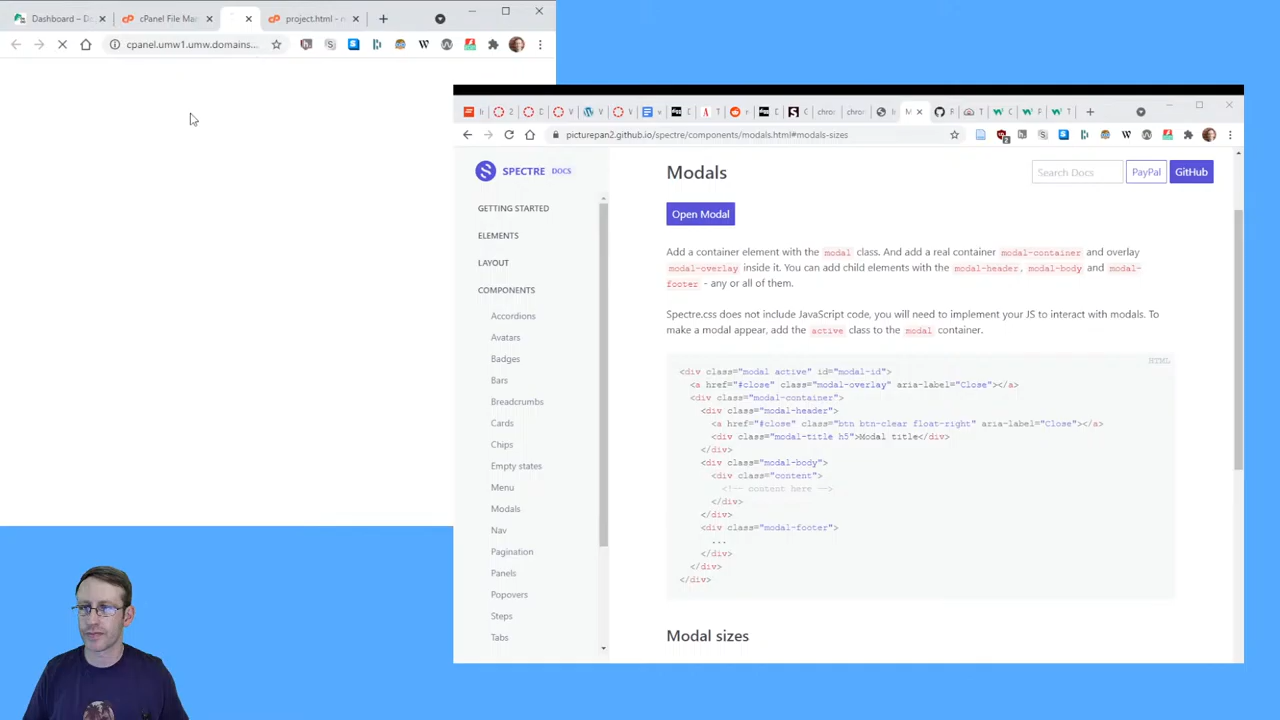 Dashboard – Do
cPanel File Mar
project.html - n
cpanel.umw1.umw.domains...
picturepan2.github.io/spectre/components/modals.html#modals-sizes
SPECTRE DOCS
GETTING STARTED
ELEMENTS
LAYOUT
COMPONENTS
Accordions
Avatars
Badges
Bars
Breadcrumbs
Cards
Chips
Empty states
Menu
Modals
Nav
Pagination
Panels
Popovers
Steps
Tabs
Search Docs
PayPal
GitHub
Modals
Open Modal
Add a container element with the modal class. And add a real container modal-container and overlay
modal-overlay inside it. You can add child elements with the modal-header, modal-body and modal-
footer - any or all of them.
Spectre.css does not include JavaScript code, you will need to implement your JS to interact with modals. To
make a modal appear, add the active class to the modal container.
HTML
<div class="modal active" id="modal-id">
<a href="#close" class="modal-overlay" aria-label="Close"></a>
<div class="modal-container">
<div class="modal-header">
<a href="#close" class="btn btn-clear float-right" aria-label="Close"></a>
<div class="modal-title h5">Modal title</div>
</div>
<div class="modal-body">
<div class="content">
<!-- content here -->
</div>
</div>
<div class="modal-footer">
...
</div>
</div>
</div>
Modal sizes